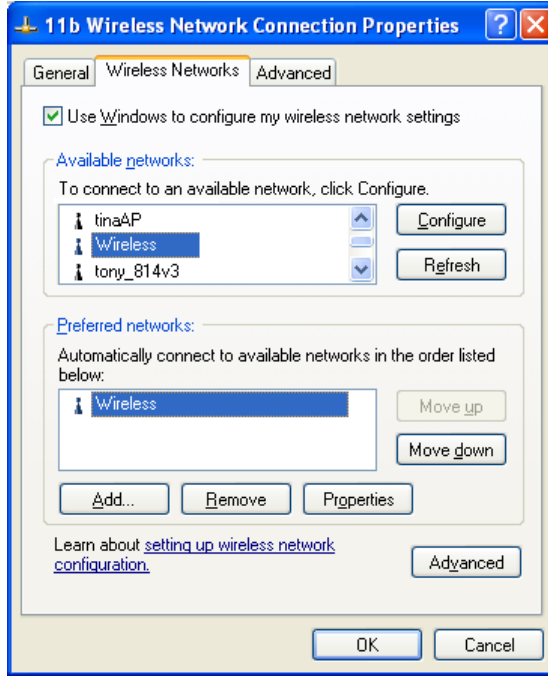 11b Wireless Network Connection Properties
General Wireless Networks Advanced
Use Windows to configure my wireless network settings
Available networks:
To connect to an available network, click Configure.
tinaAP
Wireless
tony_814v3
Configure
Refresh
Preferred networks:
Automatically connect to available networks in the order listed
below:
Wireless
Move up
Move down
Add... Remove Properties
Learn about setting up wireless network
configuration.
Advanced
OK Cancel